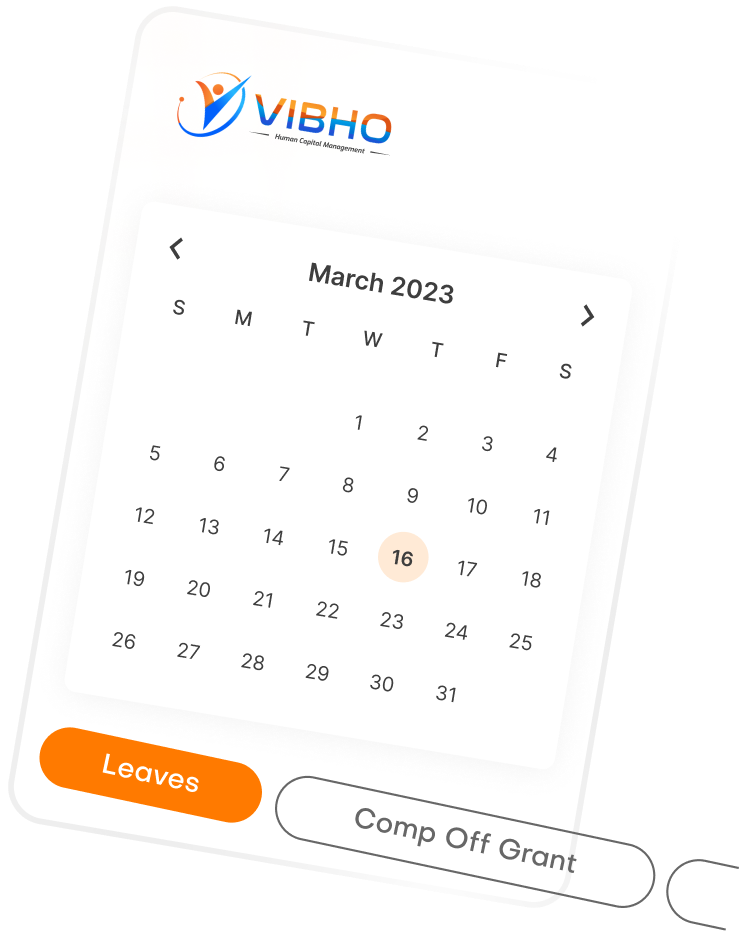 VIBHO
Human Capital Management
March 2023
S M T W T F S
1 2 3 4
5 6 7 8 9 10 11
12 13 14 15 16 17 18
19 20 21 22 23 24 25
26 27 28 29 30 31
Leaves
Comp Off Grant